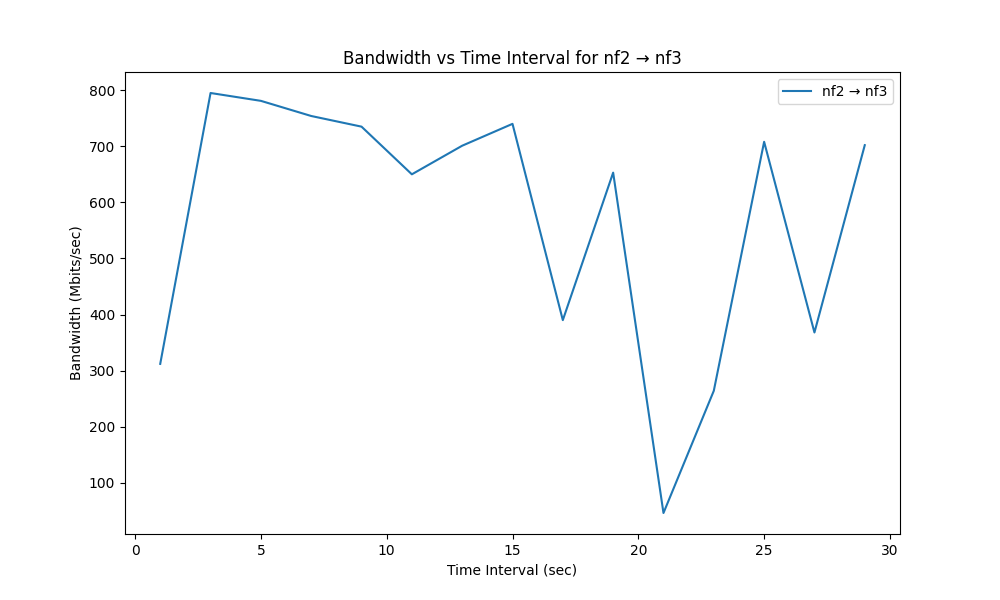 Bandwidth vs Time Interval for nf2 → nf3
nf2 → nf3
Bandwidth (Mbits/sec)
800
700
600
500
400
300
200
100
0 5 10 15 20 25 30
Time Interval (sec)